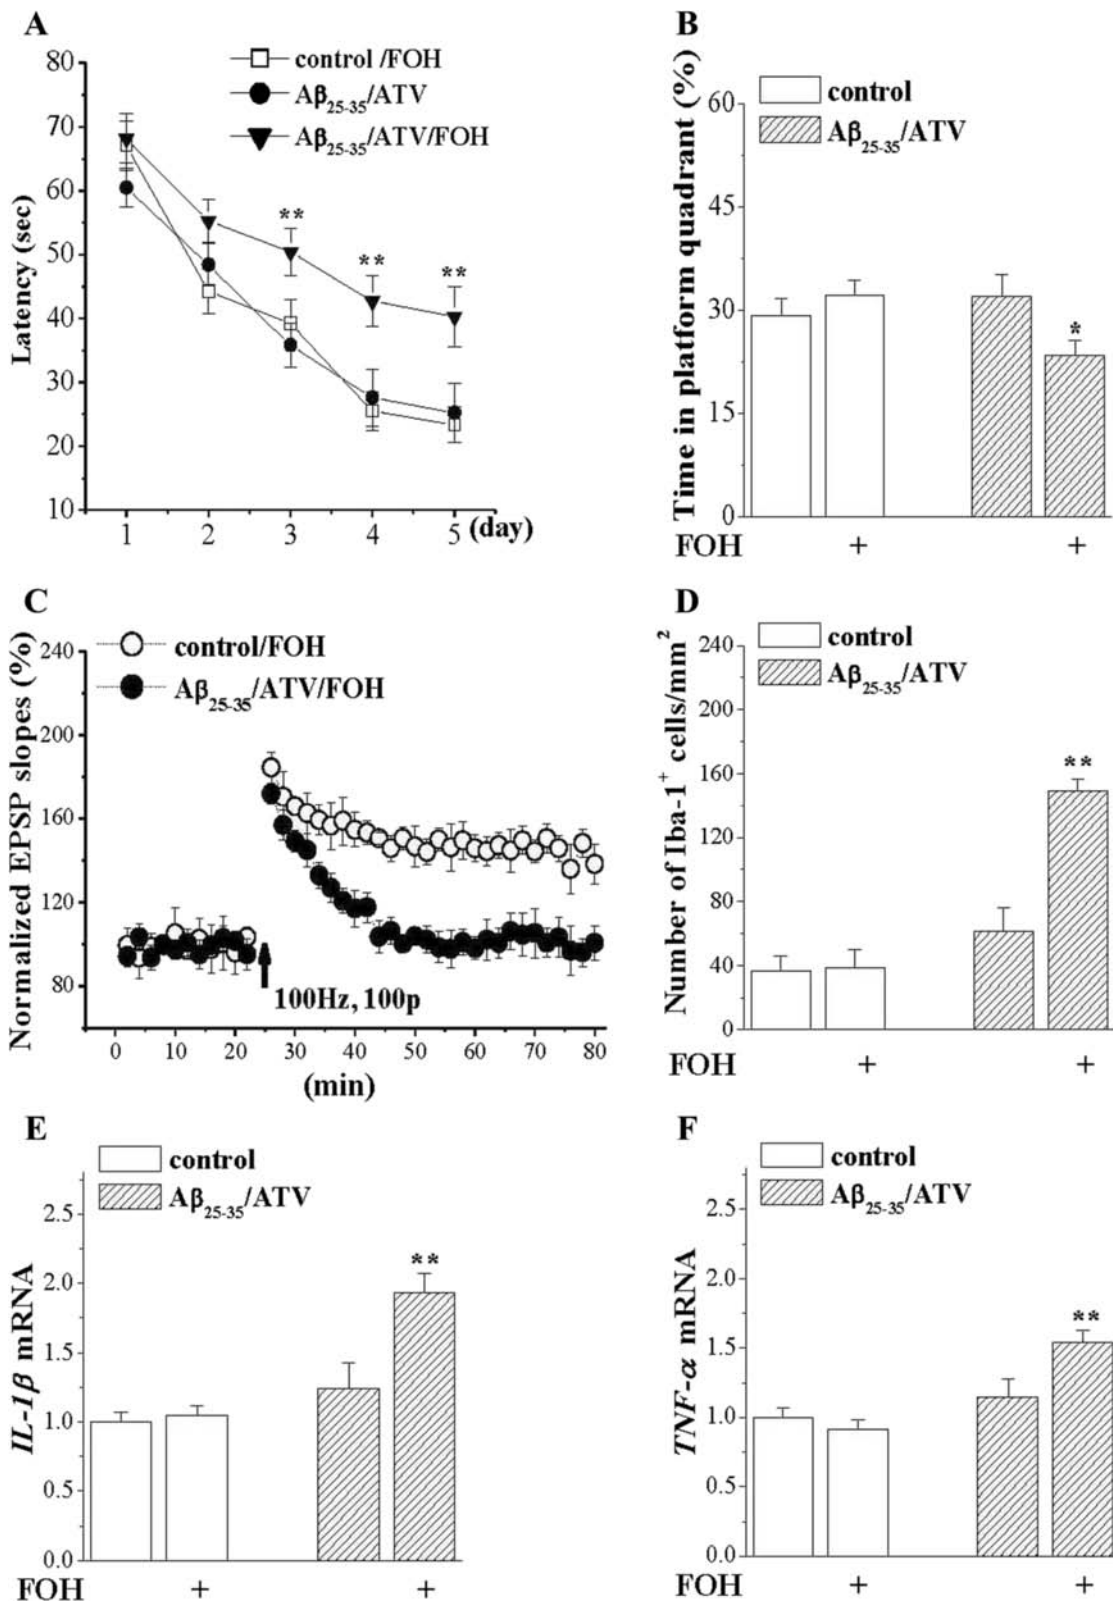 A
control /FOH
Aβ25-35/ATV
Aβ25-35/ATV/FOH
Latency (sec)
80
70
60
50
40
30
20
10
**
**
**
1 2 3 4 5 (day)
B
control
Aβ25-35/ATV
Time in platform quadrant (%)
60
45
30
15
0
*
FOH + +
C
control/FOH
Aβ25-35/ATV/FOH
Normalized EPSP slopes (%)
240
200
160
120
80
100Hz, 100p
0 10 20 30 40 50 60 70 80
(min)
D
control
Aβ25-35/ATV
Number of Iba-1+ cells/mm2
240
200
160
120
80
40
0
**
FOH + +
E
control
Aβ25-35/ATV
IL-1β mRNA
2.5
2.0
1.5
1.0
0.5
0.0
**
FOH + +
F
control
Aβ25-35/ATV
TNF-α mRNA
2.5
2.0
1.5
1.0
0.5
0.0
**
FOH + +